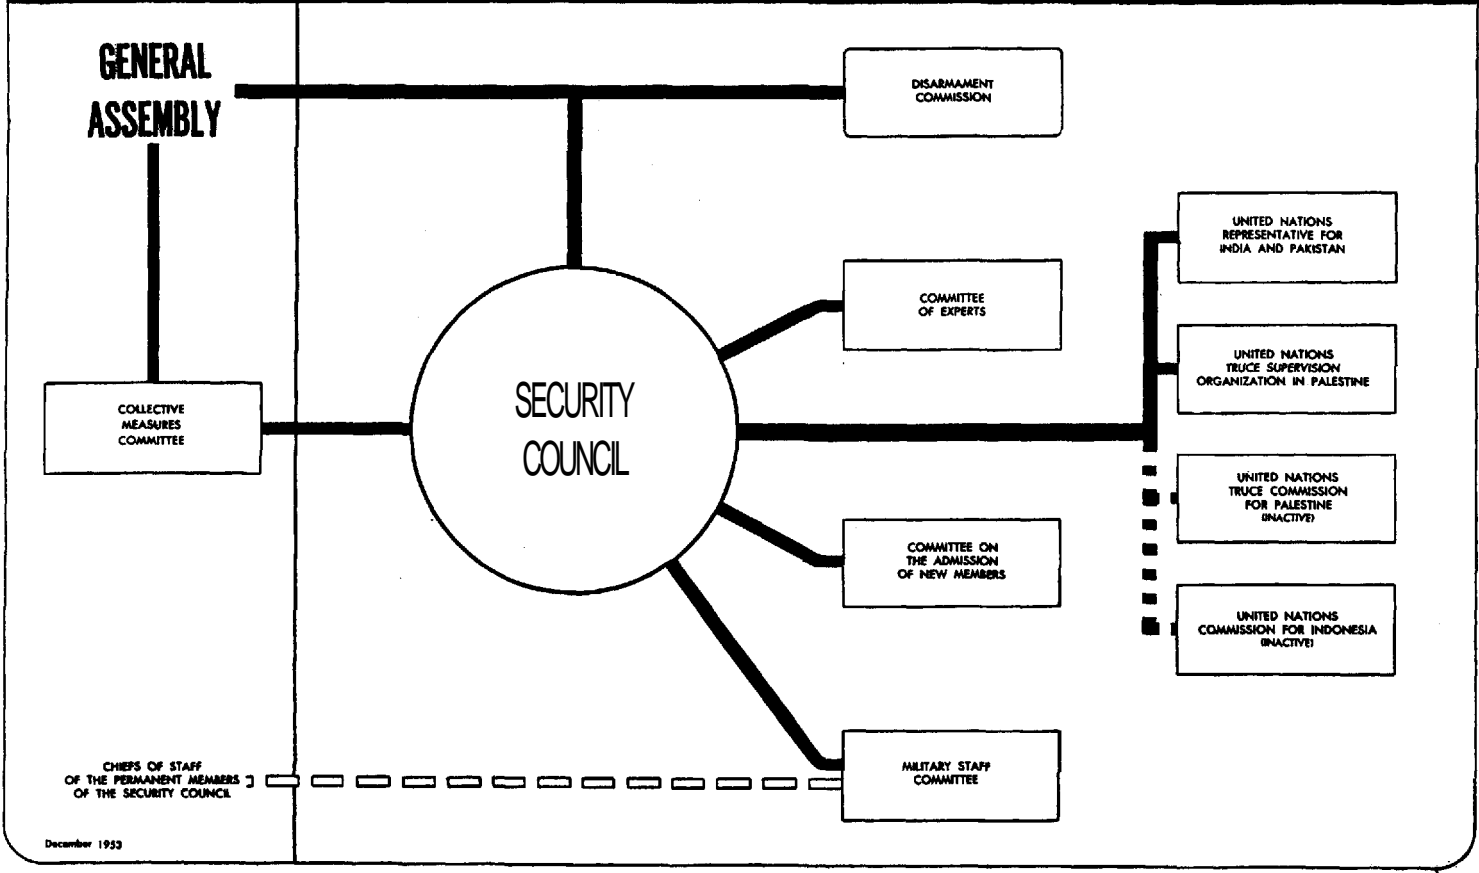 GENERAL
ASSEMBLY
DISARMAMENT
COMMISSION
UNITED NATIONS
REPRESENTATIVE FOR
INDIA AND PAKISTAN
COMMITTEE
OF EXPERTS
UNITED NATIONS
TRUCE SUPERVISION
ORGANIZATION IN PALESTINE
COLLECTIVE
MEASURES
COMMITTEE
SECURITY
COUNCIL
UNITED NATIONS
TRUCE COMMISSION
FOR PALESTINE
(INACTIVE)
COMMITTEE ON
THE ADMISSION
OF NEW MEMBERS
UNITED NATIONS
COMMISSION FOR INDONESIA
(INACTIVE)
CHIEFS OF STAFF
OF THE PERMANENT MEMBERS
OF THE SECURITY COUNCIL
MILITARY STAFF
COMMITTEE
December 1953